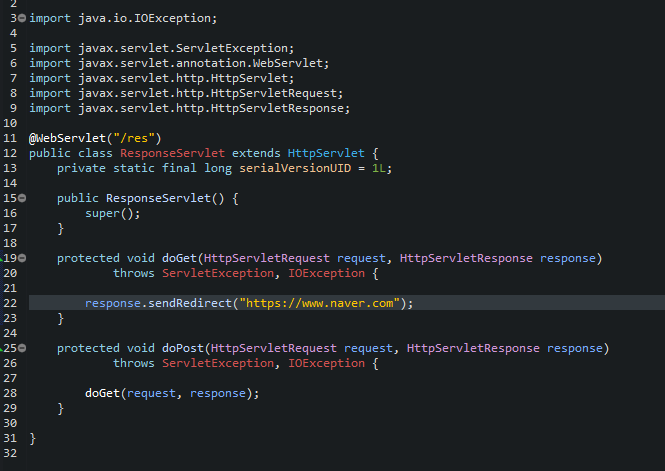 2
3 import java.io.IOException;
4
5 import javax.servlet.ServletException;
6 import javax.servlet.annotation.WebServlet;
7 import javax.servlet.http.HttpServlet;
8 import javax.servlet.http.HttpServletRequest;
9 import javax.servlet.http.HttpServletResponse;
10
11 @WebServlet("/res")
12 public class ResponseServlet extends HttpServlet {
13     private static final long serialVersionUID = 1L;
14
15     public ResponseServlet() {
16         super();
17     }
18
19     protected void doGet(HttpServletRequest request, HttpServletResponse response)
20             throws ServletException, IOException {
21
22         response.sendRedirect("https://www.naver.com");
23     }
24
25     protected void doPost(HttpServletRequest request, HttpServletResponse response)
26             throws ServletException, IOException {
27
28         doGet(request, response);
29     }
30
31 }
32